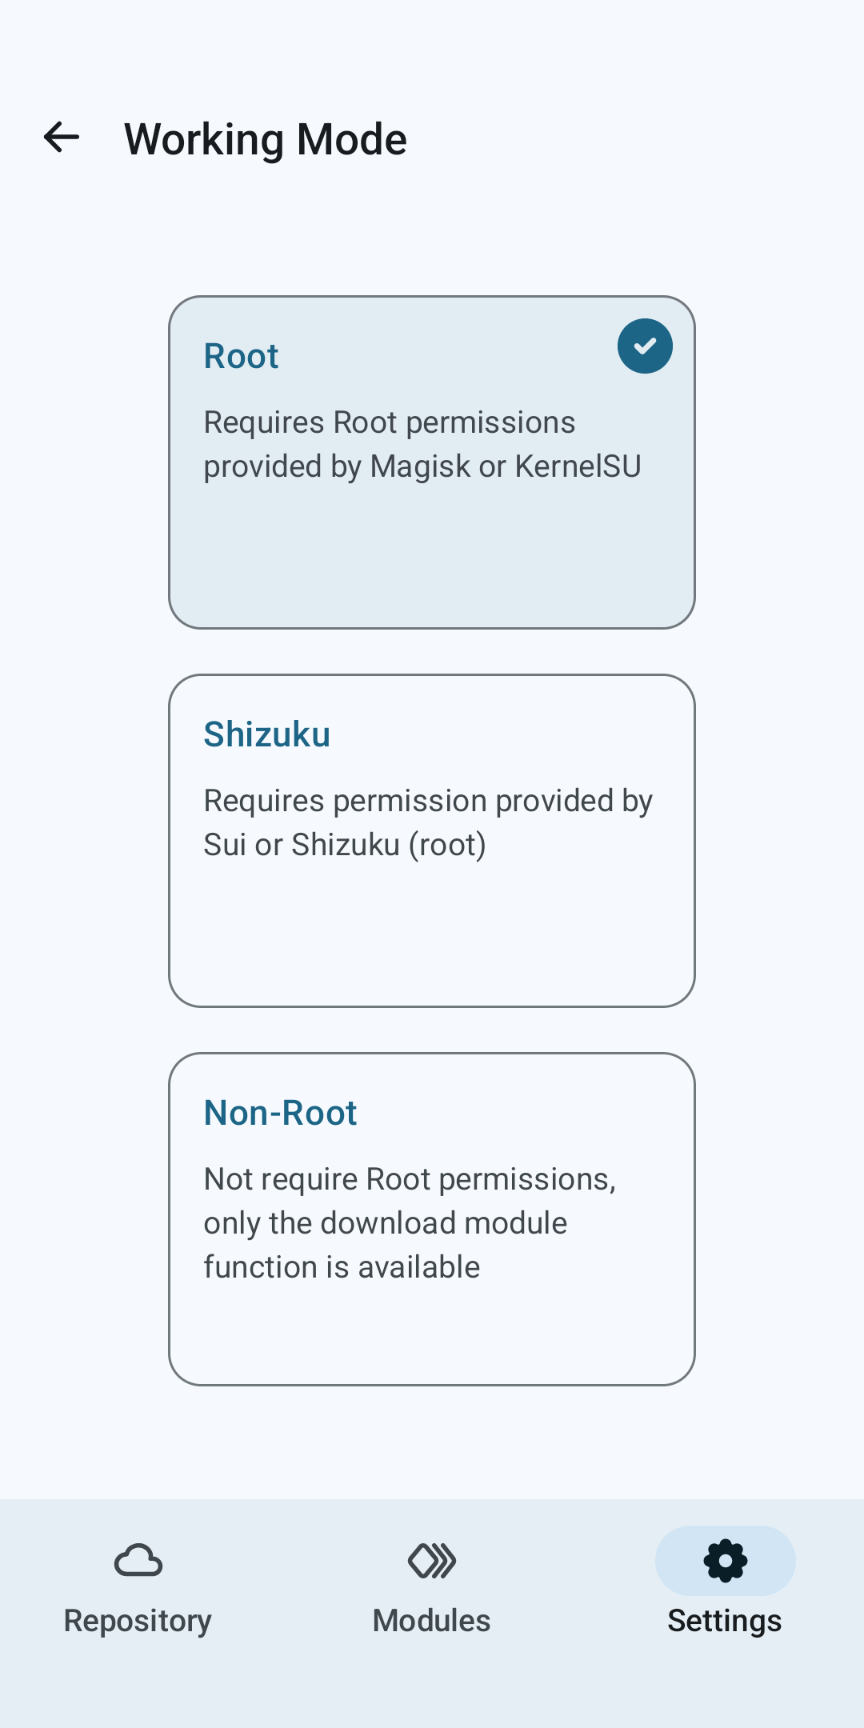 Working Mode
Root
Requires Root permissions
provided by Magisk or KernelSU
Shizuku
Requires permission provided by
Sui or Shizuku (root)
Non-Root
Not require Root permissions,
only the download module
function is available
Repository
Modules
Settings